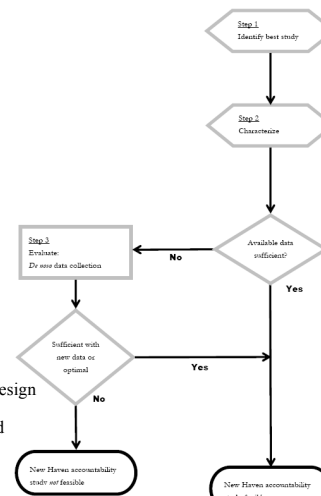 Step 1
Identify best study
Step 2
Characterize
Available data
sufficient?
No
Yes
Step 3
Evaluate:
De novo data collection
Sufficient with
new data or
optimal
Yes
No
esign
d
New Haven accountability
study not feasible
New Haven accountability